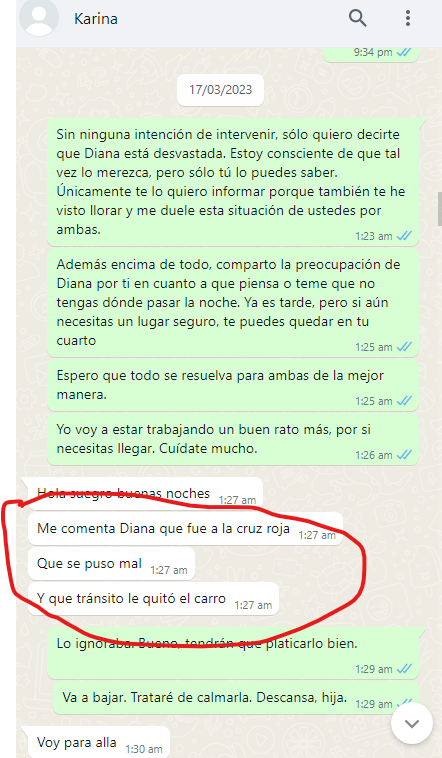 Karina
9:34 pm
17/03/2023
Sin ninguna intención de intervenir, sólo quiero decirte
que Diana está desvastada. Estoy consciente de que tal
vez lo merezca, pero sólo tú lo puedes saber.
Únicamente te lo quiero informar porque también te he
visto llorar y me duele esta situación de ustedes por
ambas.
1:23 am
Además encima de todo, comparto la preocupación de
Diana por ti en cuanto a que piensa o teme que no
tengas dónde pasar la noche. Ya es tarde, pero si aún
necesitas un lugar seguro, te puedes quedar en tu
cuarto
1:25 am
Espero que todo se resuelva para ambas de la mejor
manera.
1:25 am
Yo voy a estar trabajando un buen rato más, por si
necesitas llegar. Cuídate mucho.
1:26 am
Hola suegro buenas noches 1:27 am
Me comenta Diana que fue a la cruz roja 1:27 am
Que se puso mal 1:27 am
Y que tránsito le quitó el carro 1:27 am
Lo ignoraba. Bueno, tendrán que platicarlo bien.
1:29 am
Va a bajar. Trataré de calmarla. Descansa, hija. 1:29 am
Voy para alla 1:30 am